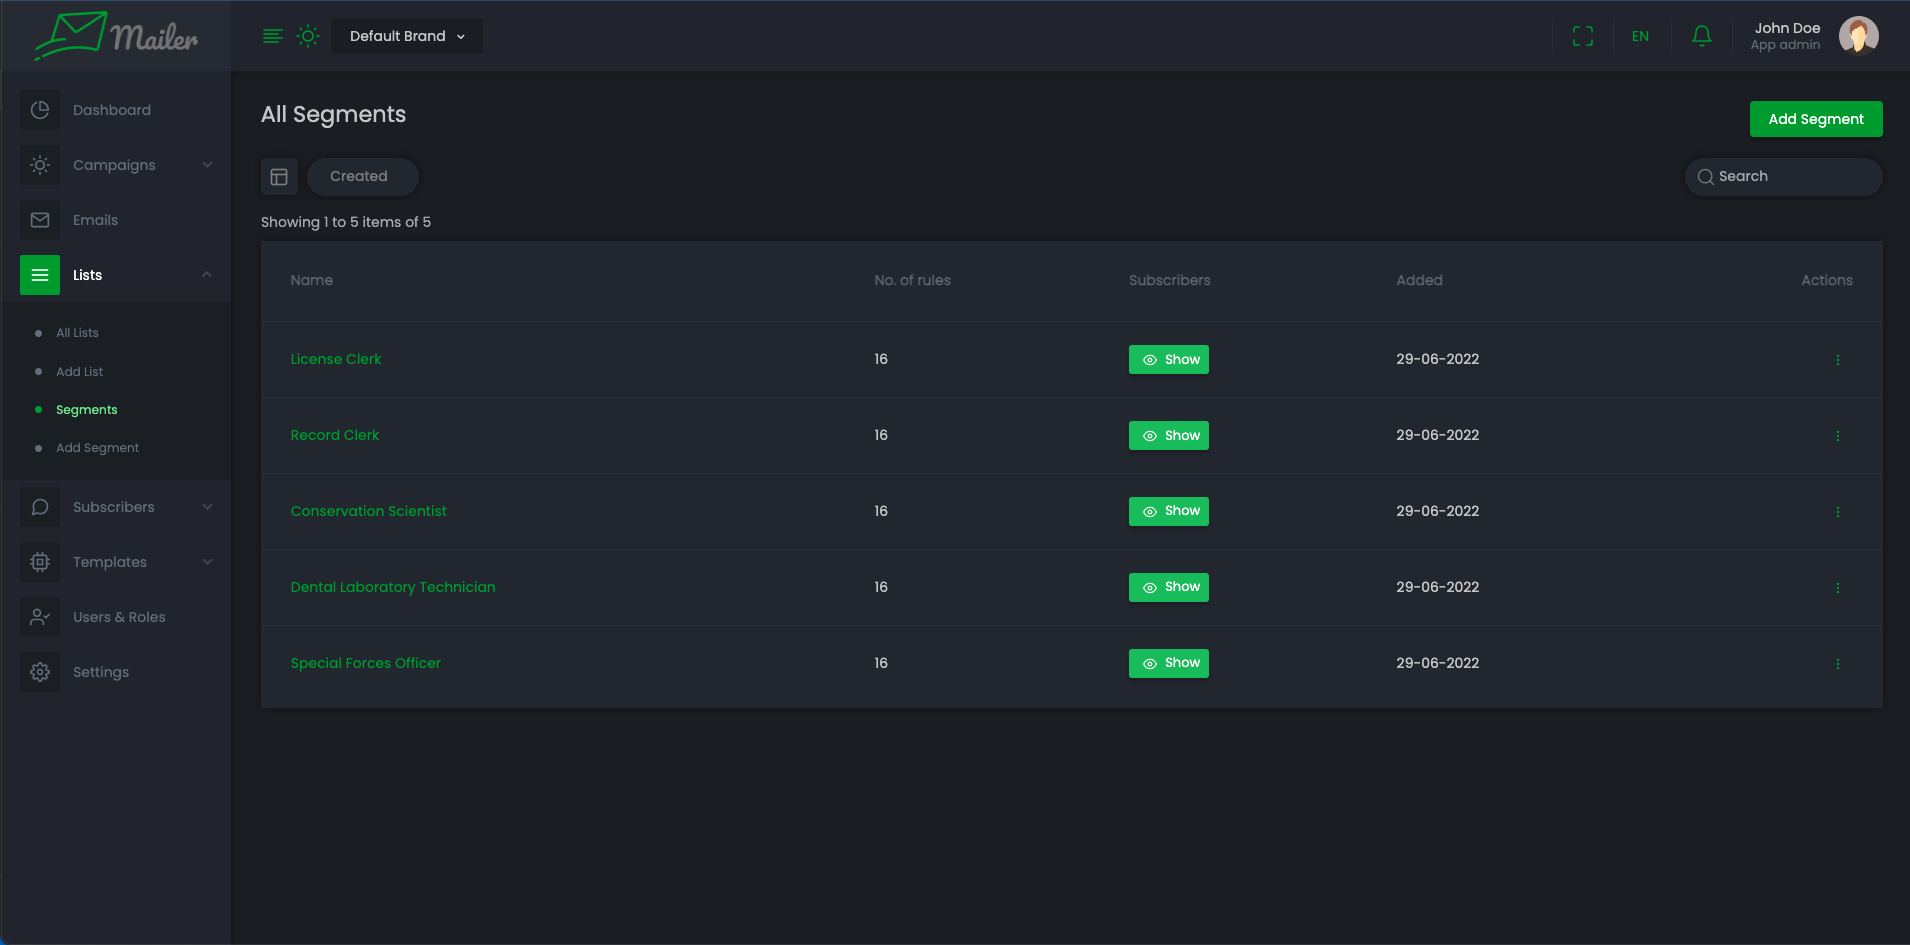 Mailer
Default Brand
EN
John Doe
App admin
Dashboard
Campaigns
Emails
Lists
All Lists
Add List
Segments
Add Segment
Subscribers
Templates
Users & Roles
Settings
All Segments
Add Segment
Created
Search
Showing 1 to 5 items of 5
Name No. of rules Subscribers Added Actions
License Clerk 16 Show 29-06-2022
Record Clerk 16 Show 29-06-2022
Conservation Scientist 16 Show 29-06-2022
Dental Laboratory Technician 16 Show 29-06-2022
Special Forces Officer 16 Show 29-06-2022